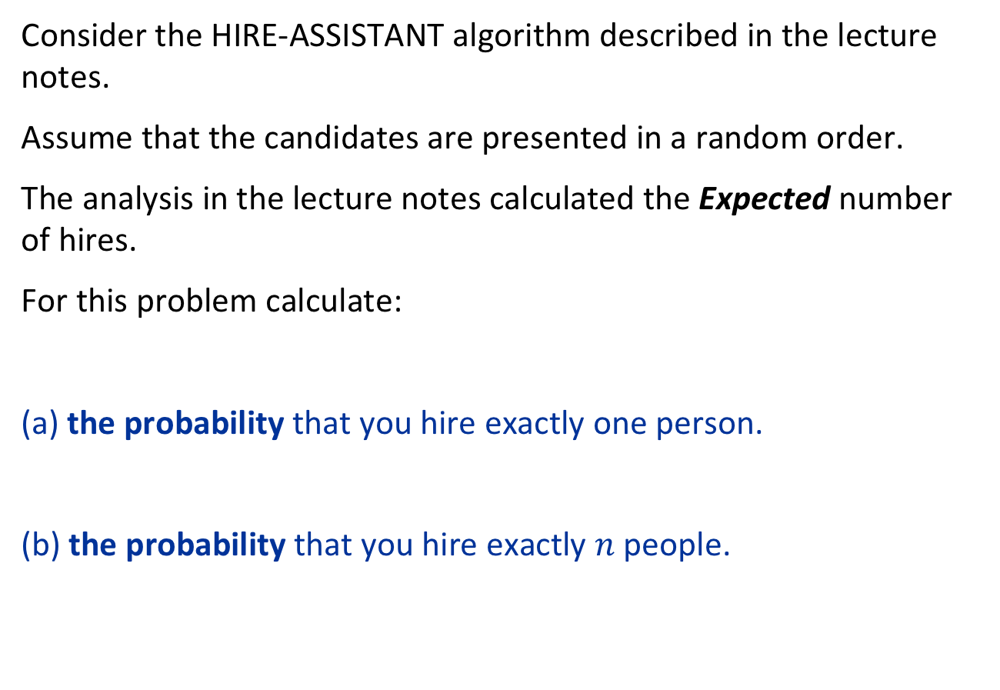 Consider the HIRE-ASSISTANT algorithm described in the lecture
notes.
Assume that the candidates are presented in a random order.
The analysis in the lecture notes calculated the Expected number
of hires.
For this problem calculate:
(a) the probability that you hire exactly one person.
(b) the probability that you hire exactly n people.